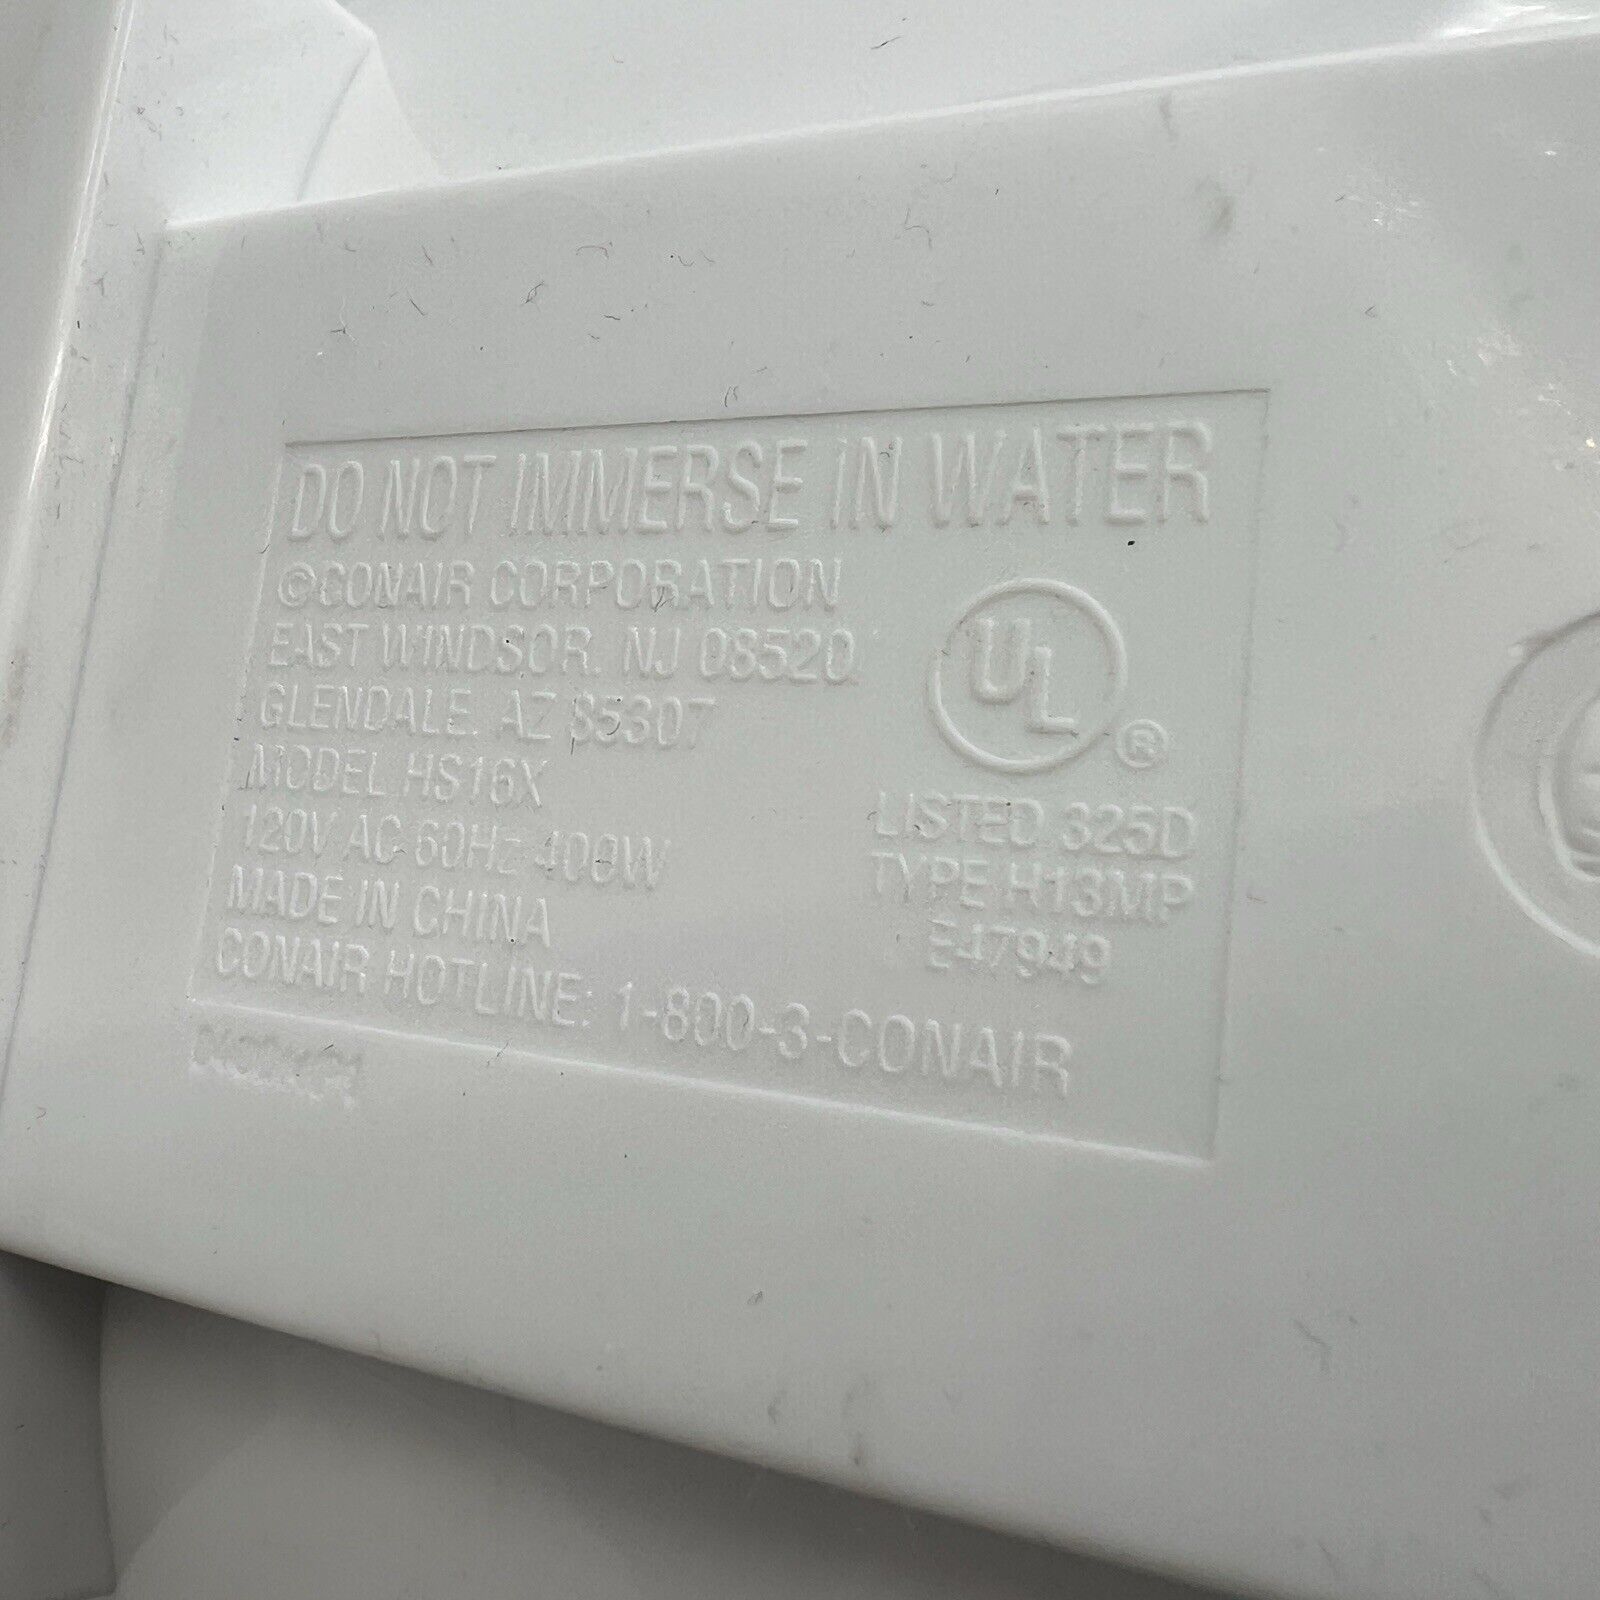 DO NOT IMMERSE IN WATER
©CONAIR CORPORATION
EAST WINDSOR, NJ 08520
GLENDALE, AZ 85307
MODEL HS16X
120V AC 60Hz 400W
MADE IN CHINA
CONAIR HOTLINE: 1-800-3-CONAIR
UL®
LISTED 325D
TYPE H13MP
E47949